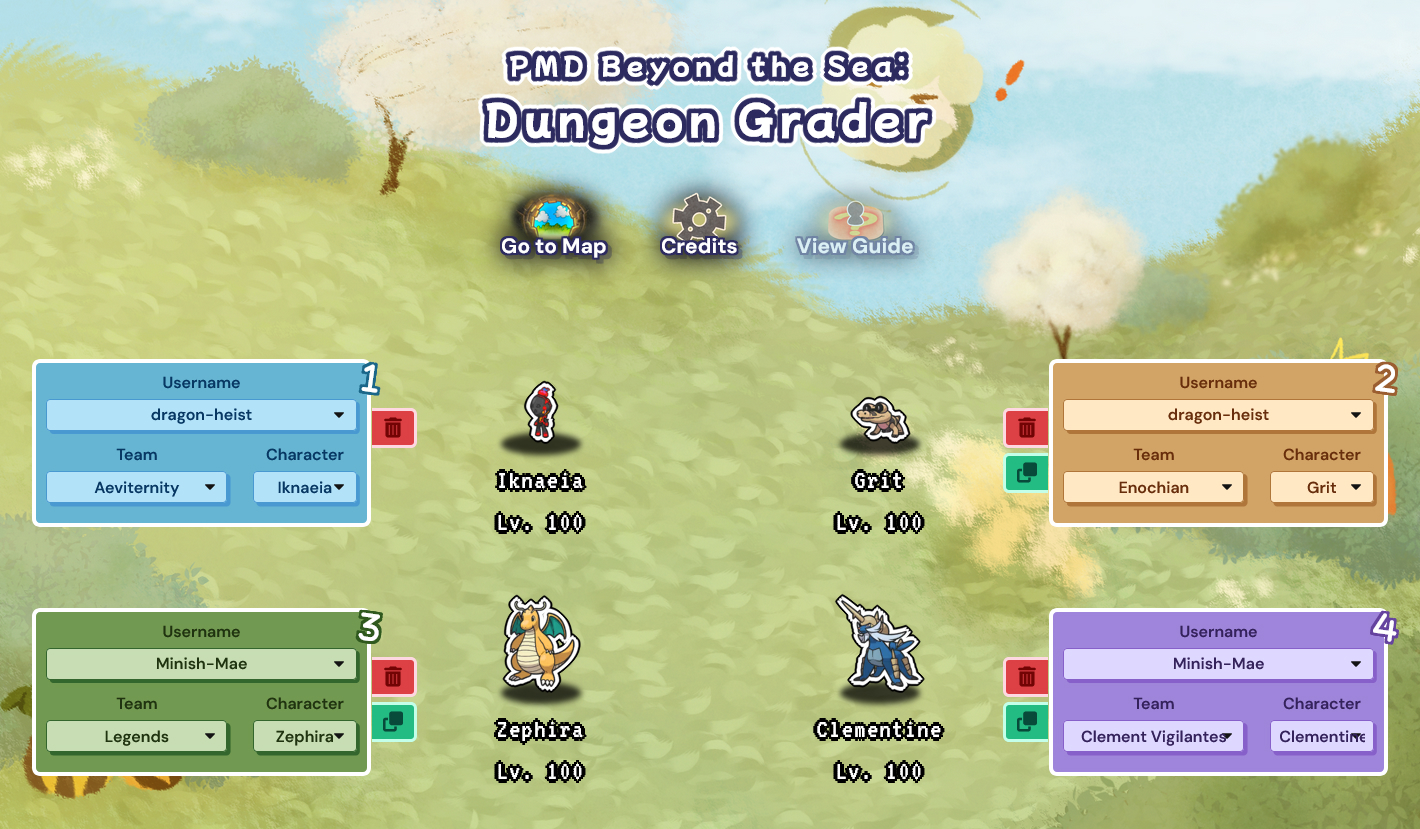 PMD Beyond the Sea:
Dungeon Grader
Go to Map
Credits
View Guide
1
Username
dragon-heist
Team
Character
Aeviternity
Iknaeia
Iknaeia
Lv. 100
Grit
Lv. 100
2
Username
dragon-heist
Team
Character
Enochian
Grit
3
Username
Minish-Mae
Team
Character
Legends
Zephira
Zephira
Lv. 100
Clementine
Lv. 100
4
Username
Minish-Mae
Team
Character
Clement Vigilantes
Clementine